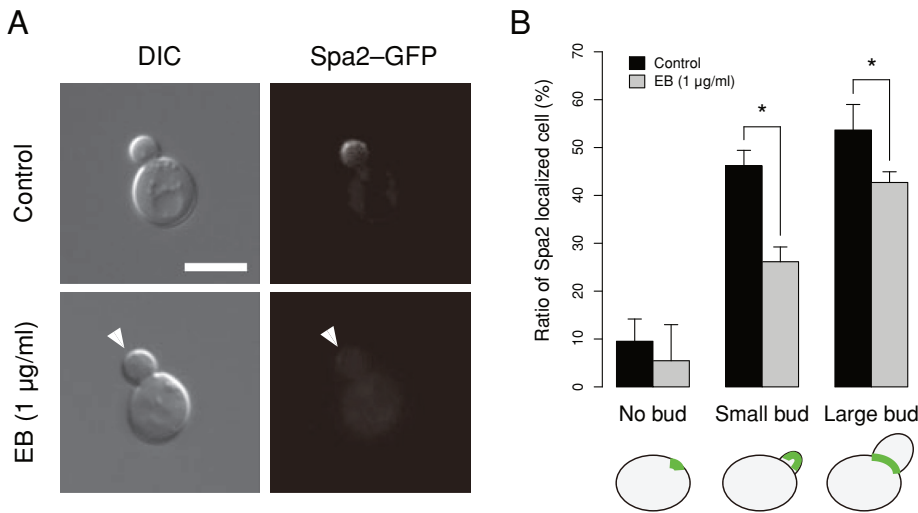 A
DIC
Spa2–GFP
Control
EB (1 µg/ml)
B
Ratio of Spa2 localized cell (%)
70
60
50
40
30
20
10
0
Control
EB (1 µg/ml)
*
*
No bud
Small bud
Large bud